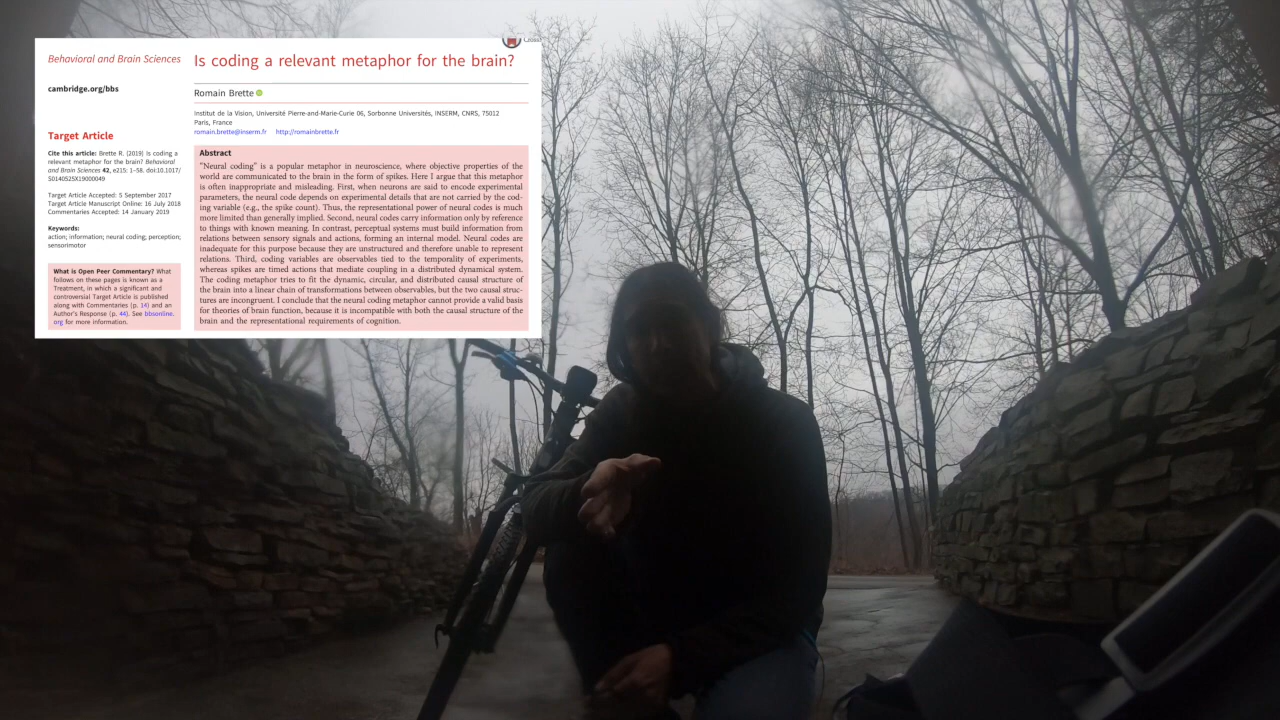 Behavioral and Brain Sciences
cambridge.org/bbs
Target Article
Cite this article: Brette R. (2019) Is coding a
relevant metaphor for the brain? Behavioral
and Brain Sciences 42, e215: 1–58. doi:10.1017/
S0140525X19000049
Target Article Accepted: 5 September 2017
Target Article Manuscript Online: 16 July 2018
Commentaries Accepted: 14 January 2019
Keywords:
action; information; neural coding; perception;
sensorimotor
What is Open Peer Commentary? What
follows on these pages is known as a
Treatment, in which a significant and
controversial Target Article is published
along with Commentaries (p. 14) and an
Author's Response (p. 44). See bbsonline.
org for more information.
Is coding a relevant metaphor for the brain?
Romain Brette
Institut de la Vision, Université Pierre-and-Marie-Curie 06, Sorbonne Universités, INSERM, CNRS, 75012
Paris, France
romain.brette@inserm.fr http://romainbrette.fr
Abstract
"Neural coding" is a popular metaphor in neuroscience, where objective properties of the
world are communicated to the brain in the form of spikes. Here I argue that this metaphor
is often inappropriate and misleading. First, when neurons are said to encode experimental
parameters, the neural code depends on experimental details that are not carried by the cod-
ing variable (e.g., the spike count). Thus, the representational power of neural codes is much
more limited than generally implied. Second, neural codes carry information only by reference
to things with known meaning. In contrast, perceptual systems must build information from
relations between sensory signals and actions, forming an internal model. Neural codes are
inadequate for this purpose because they are unstructured and therefore unable to represent
relations. Third, coding variables are observables tied to the temporality of experiments,
whereas spikes are timed actions that mediate coupling in a distributed dynamical system.
The coding metaphor tries to fit the dynamic, circular, and distributed causal structure of
the brain into a linear chain of transformations between observables, but the two causal struc-
tures are incongruent. I conclude that the neural coding metaphor cannot provide a valid basis
for theories of brain function, because it is incompatible with both the causal structure of the
brain and the representational requirements of cognition.